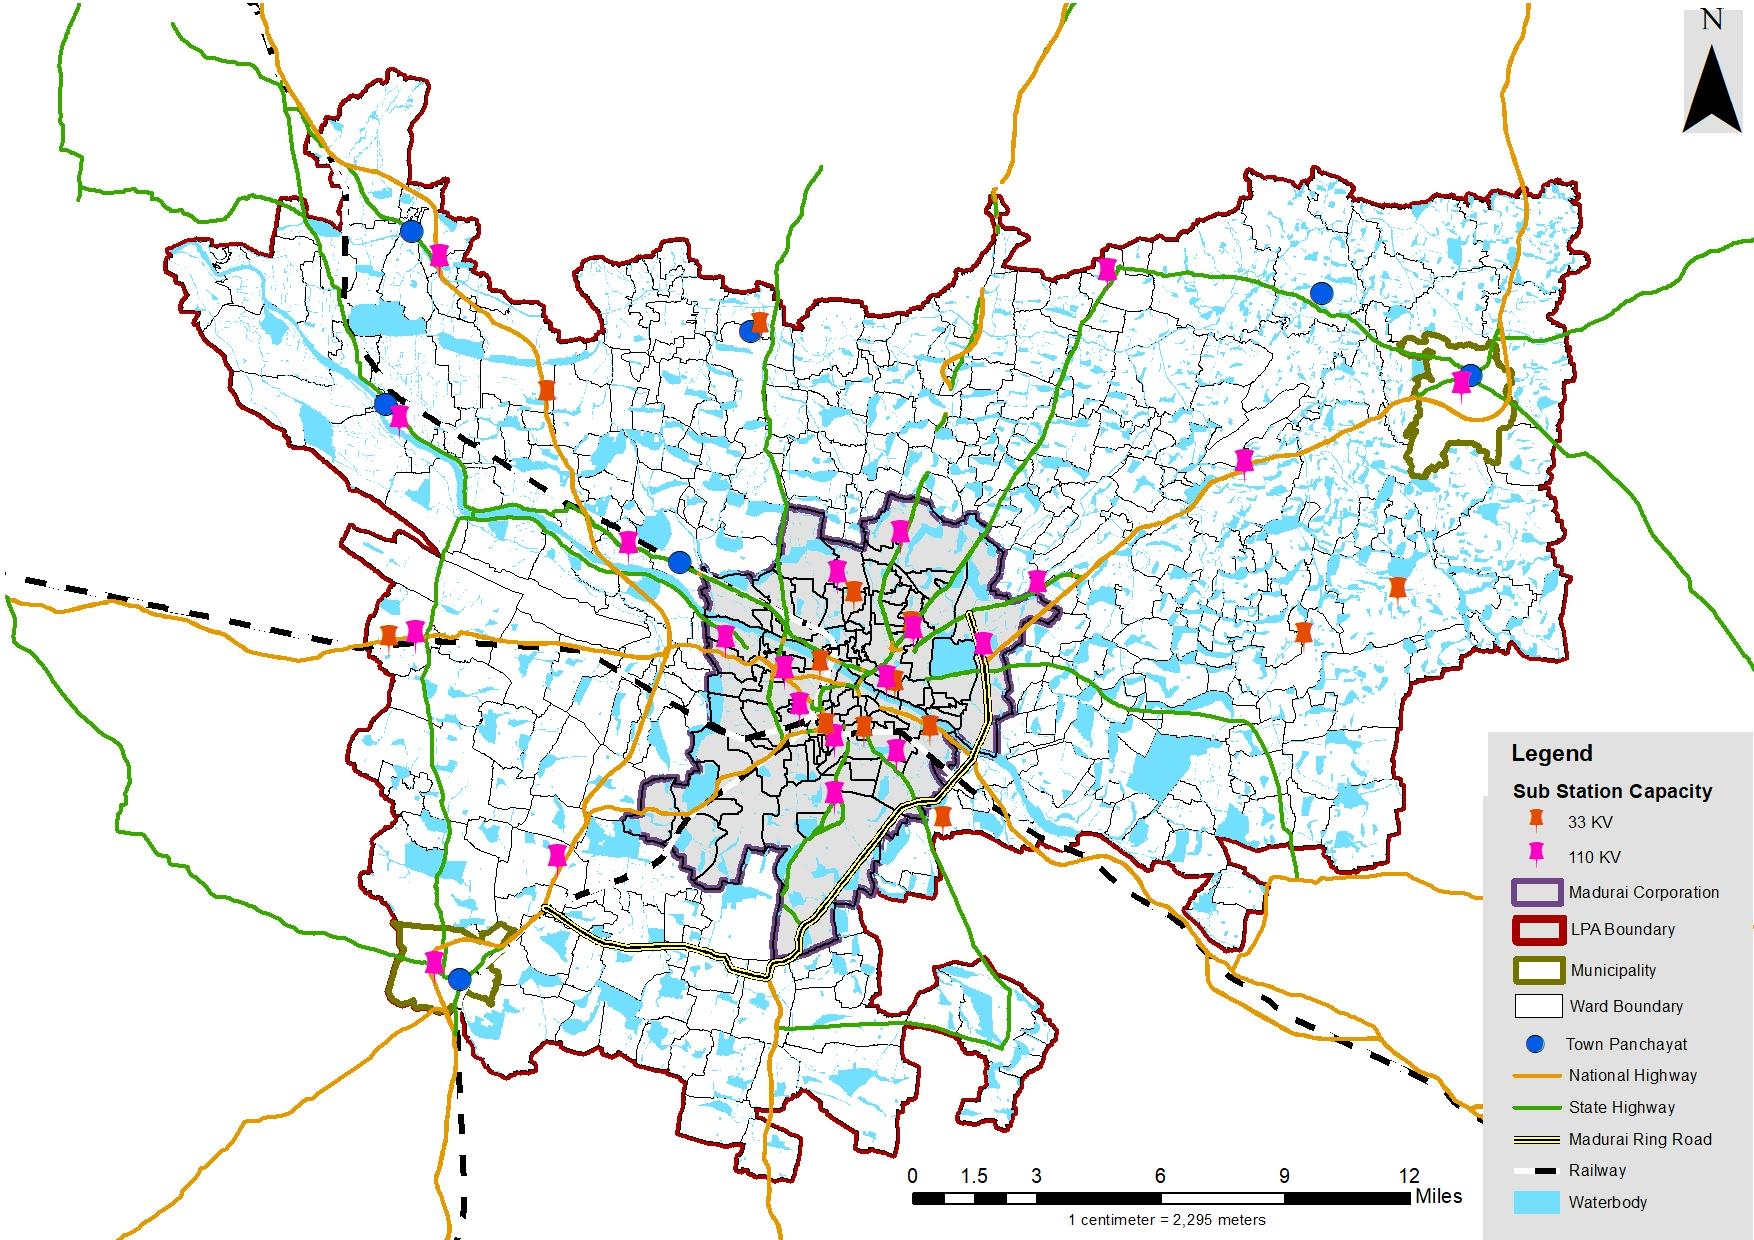 N
Legend
Sub Station Capacity
33 KV
110 KV
Madurai Corporation
LPA Boundary
Municipality
Ward Boundary
Town Panchayat
National Highway
State Highway
Madurai Ring Road
Railway
Waterbody
0 1.5 3 6 9 12
Miles
1 centimeter = 2,295 meters